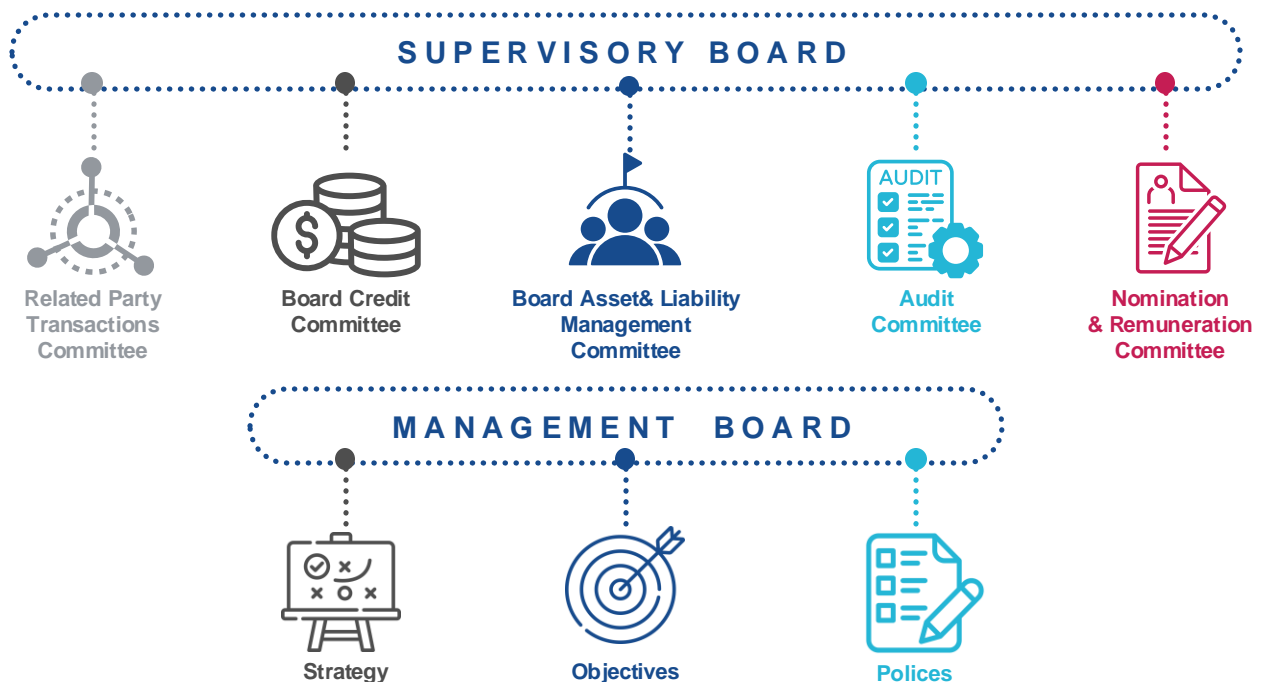 SUPERVISORY BOARD
Related Party
Transactions
Committee
$
Board Credit
Committee
Board Asset& Liability
Management
Committee
AUDIT
Audit
Committee
Nomination
& Remuneration
Committee
MANAGEMENT BOARD
Strategy
Objectives
Polices